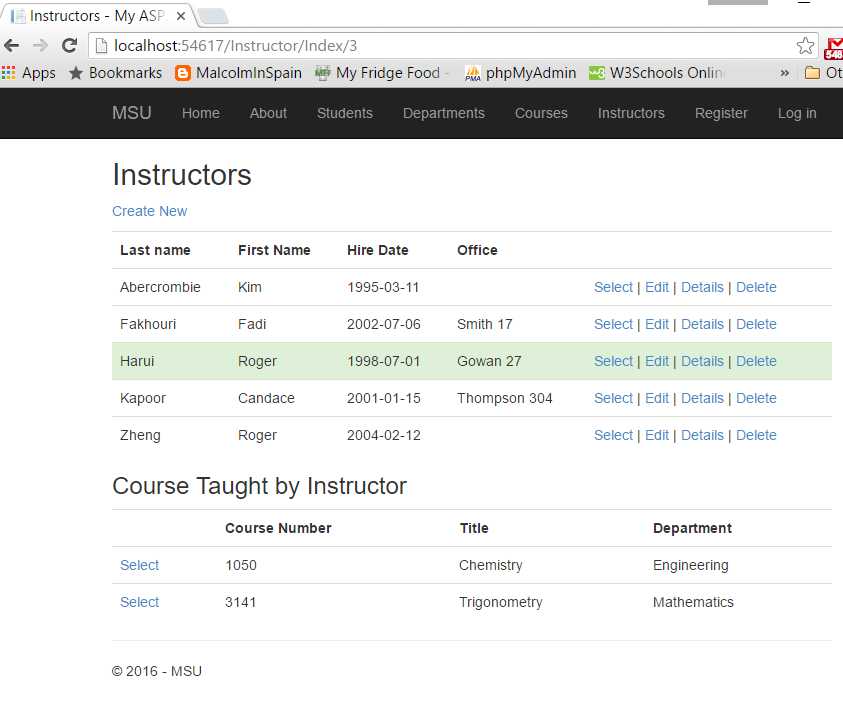 Instructors - My ASP
localhost:54617/Instructor/Index/3
548
Apps Bookmarks MalcolmInSpain MFF My Fridge Food - PMA phpMyAdmin w3 W3Schools Onlin » Ot
MSU Home About Students Departments Courses Instructors Register Log in
Instructors
Create New
Last name First Name Hire Date Office
Abercrombie Kim 1995-03-11 Select | Edit | Details | Delete
Fakhouri Fadi 2002-07-06 Smith 17 Select | Edit | Details | Delete
Harui Roger 1998-07-01 Gowan 27 Select | Edit | Details | Delete
Kapoor Candace 2001-01-15 Thompson 304 Select | Edit | Details | Delete
Zheng Roger 2004-02-12 Select | Edit | Details | Delete
Course Taught by Instructor
Course Number Title Department
Select 1050 Chemistry Engineering
Select 3141 Trigonometry Mathematics
© 2016 - MSU